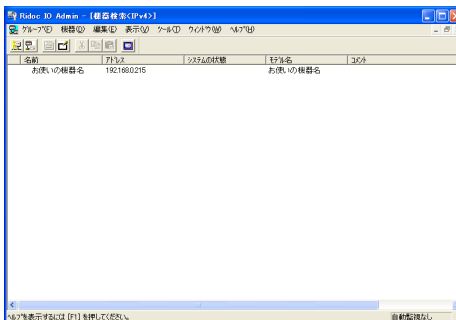 Ridoc IO Admin - [機器検索<IPv4>]
グループ(E) 機器(D) 編集(E) 表示(V) ツール(T) ウィンドウ(W) ヘルプ(H)
名前 アドレス システムの状態 モデル名 コメント
お使いの機器名 192.168.0.215 お使いの機器名
ヘルプを表示するには [F1] を押してください。 自動監視なし